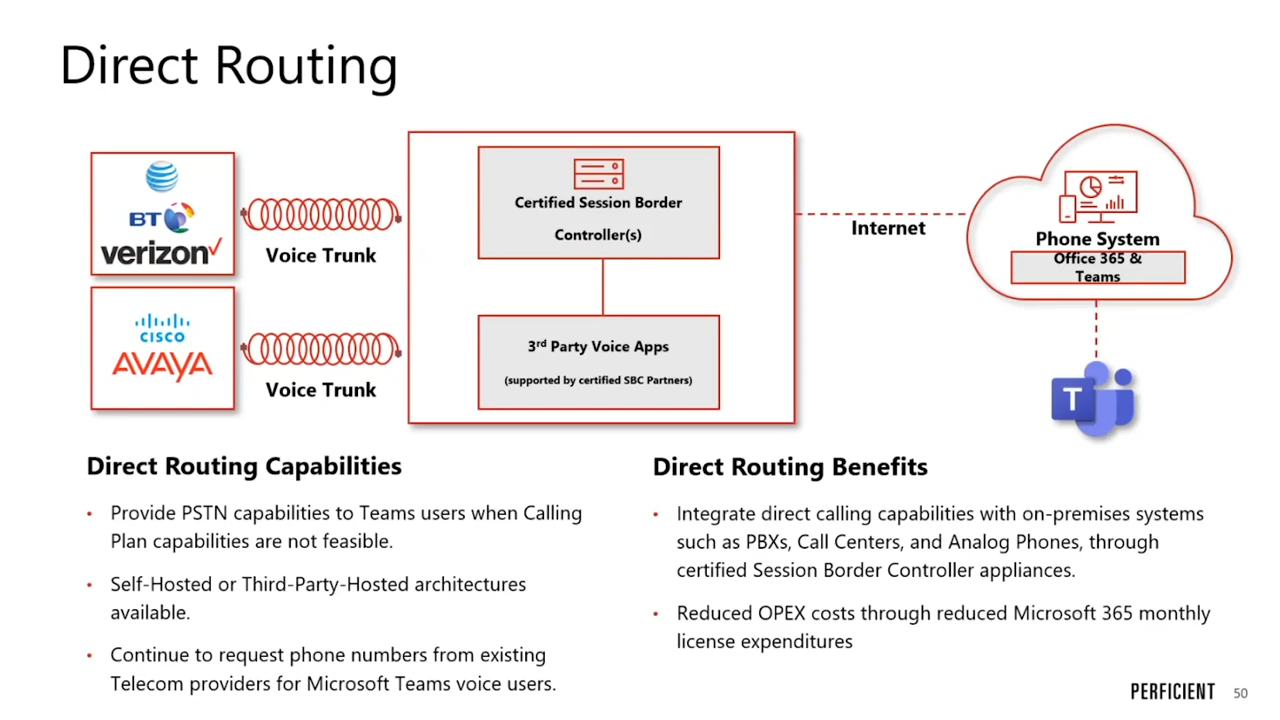 Direct Routing
BT
verizon✓
Voice Trunk
CISCO
AVAYA
Voice Trunk
Certified Session Border
Controller(s)
3rd Party Voice Apps
(supported by certified SBC Partners)
Internet
Phone System
Office 365 &
Teams
T
Direct Routing Capabilities
• Provide PSTN capabilities to Teams users when Calling
Plan capabilities are not feasible.
• Self-Hosted or Third-Party-Hosted architectures
available.
• Continue to request phone numbers from existing
Telecom providers for Microsoft Teams voice users.
Direct Routing Benefits
• Integrate direct calling capabilities with on-premises systems
such as PBXs, Call Centers, and Analog Phones, through
certified Session Border Controller appliances.
• Reduced OPEX costs through reduced Microsoft 365 monthly
license expenditures
PERFICIENT 50